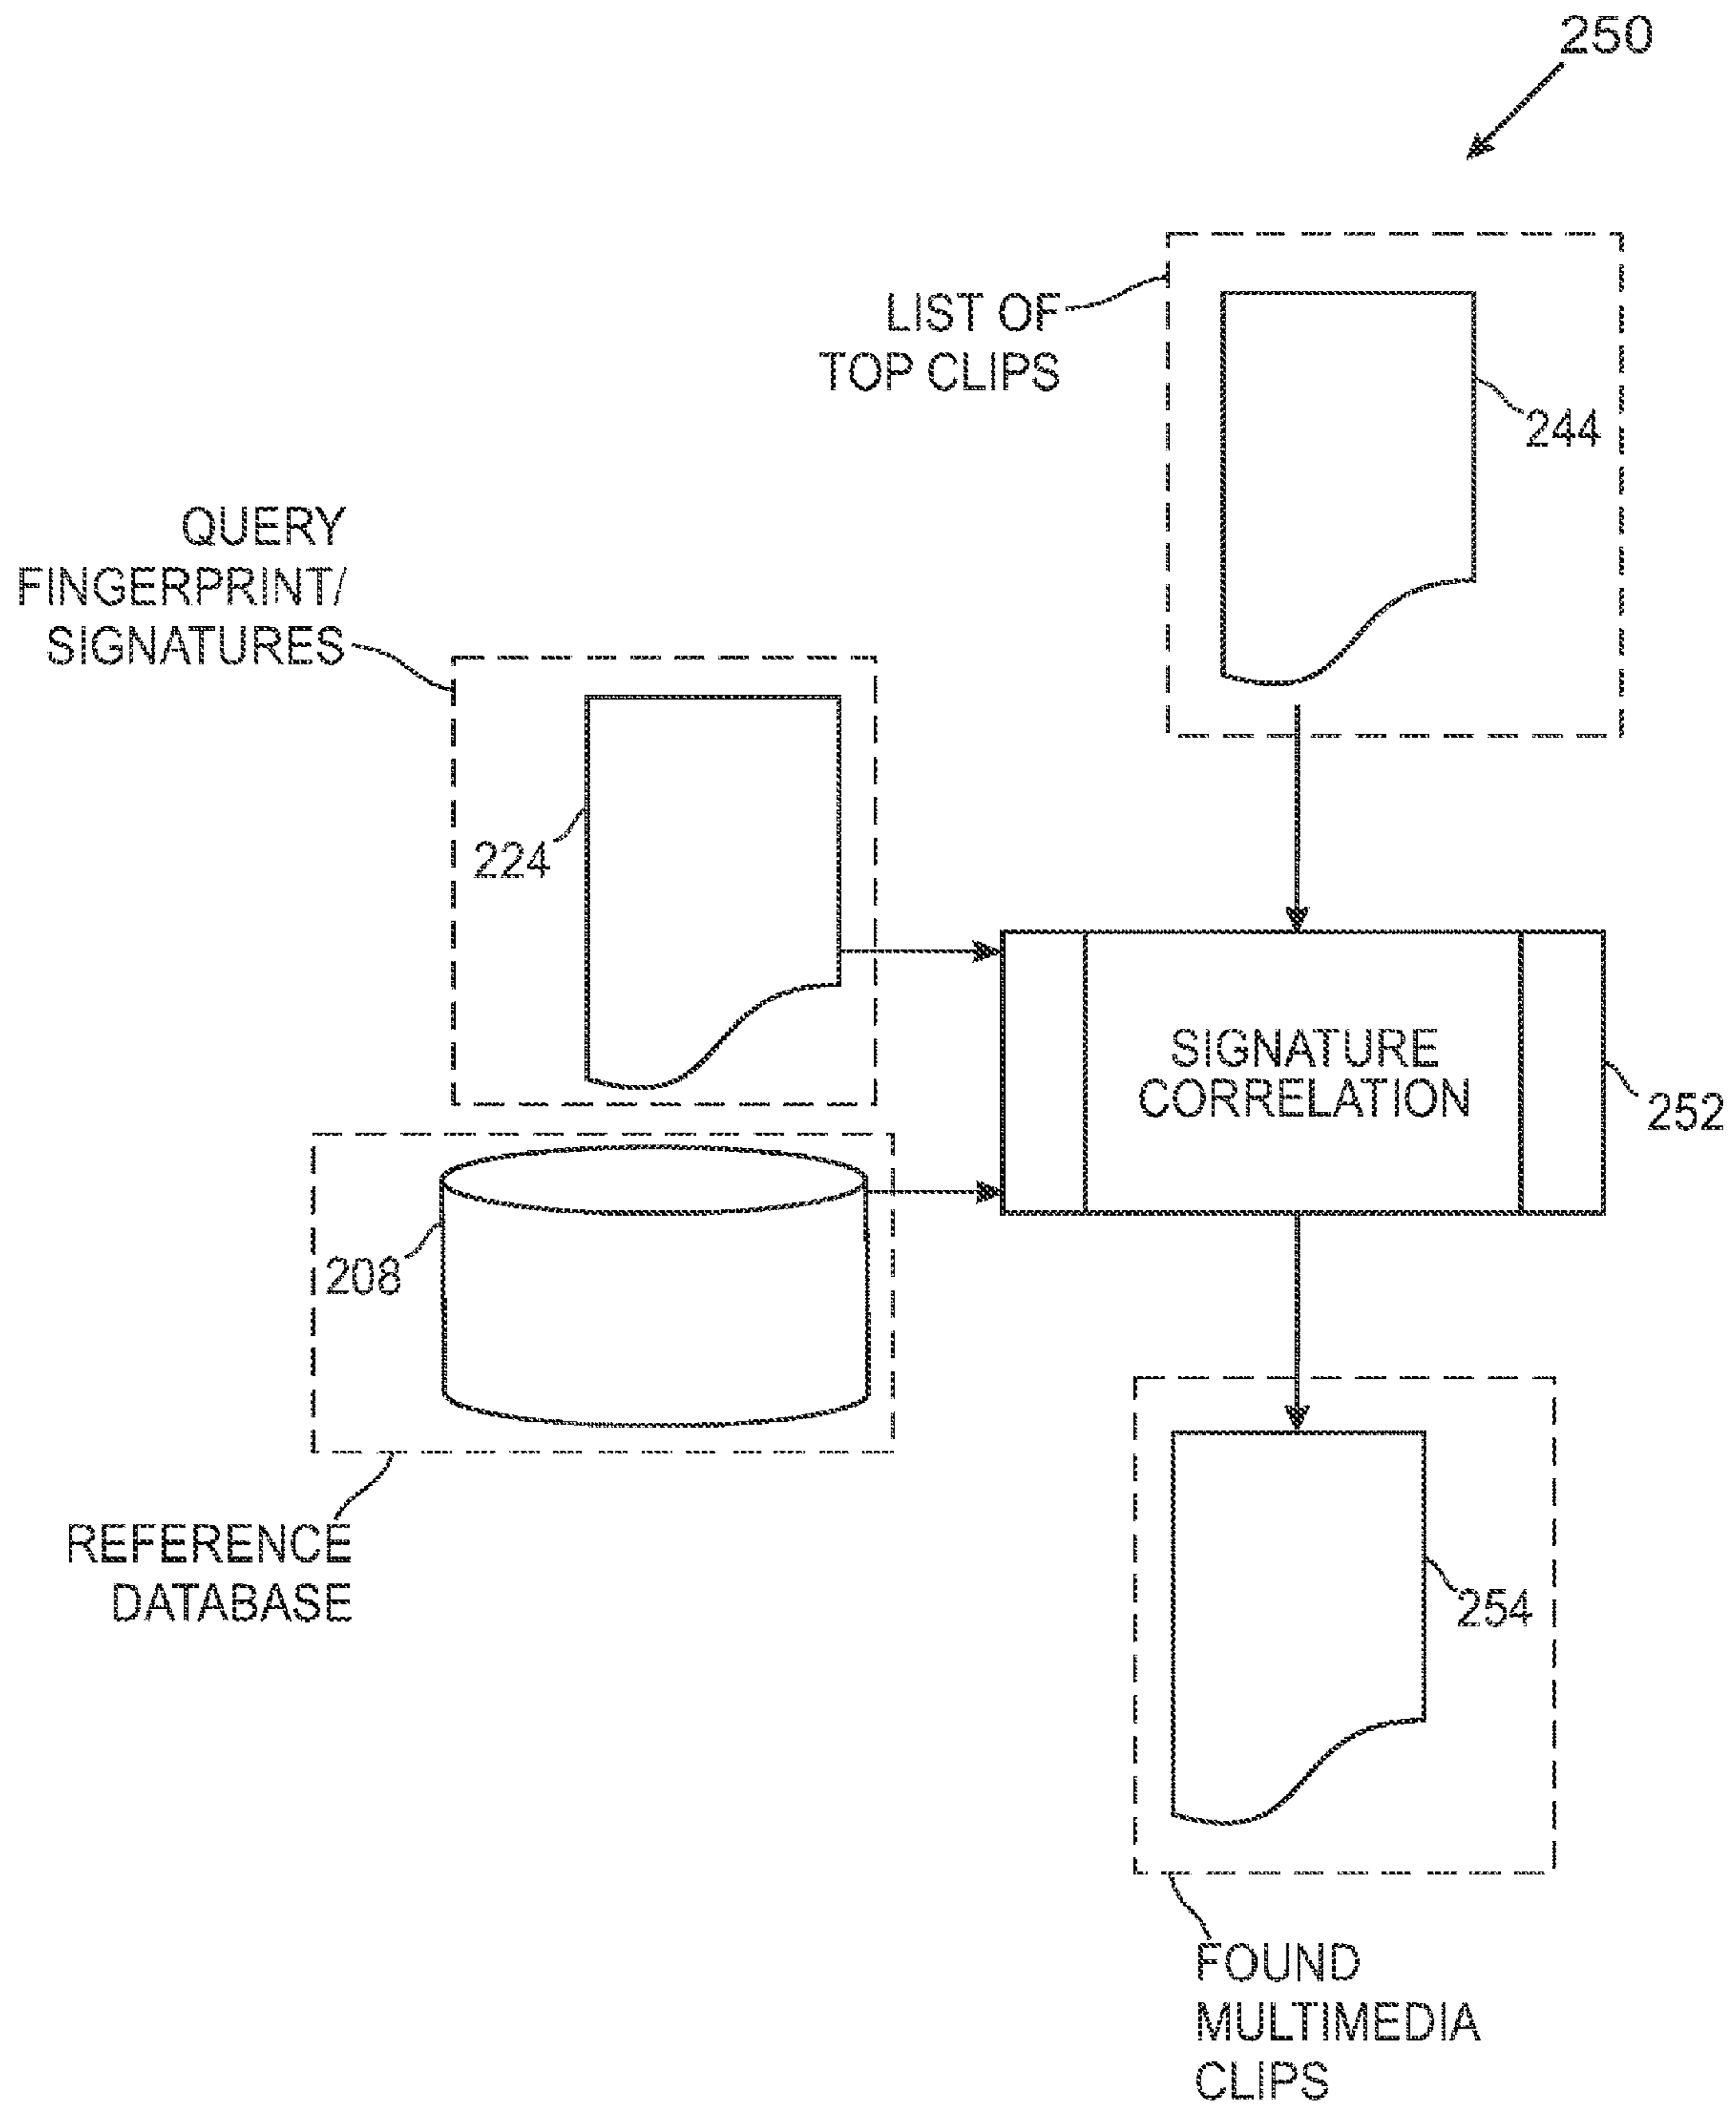 250
LIST OF
TOP CLIPS
244
QUERY
FINGERPRINT/
SIGNATURES
224
SIGNATURE
CORRELATION
252
208
REFERENCE
DATABASE
254
FOUND
MULTIMEDIA
CLIPS